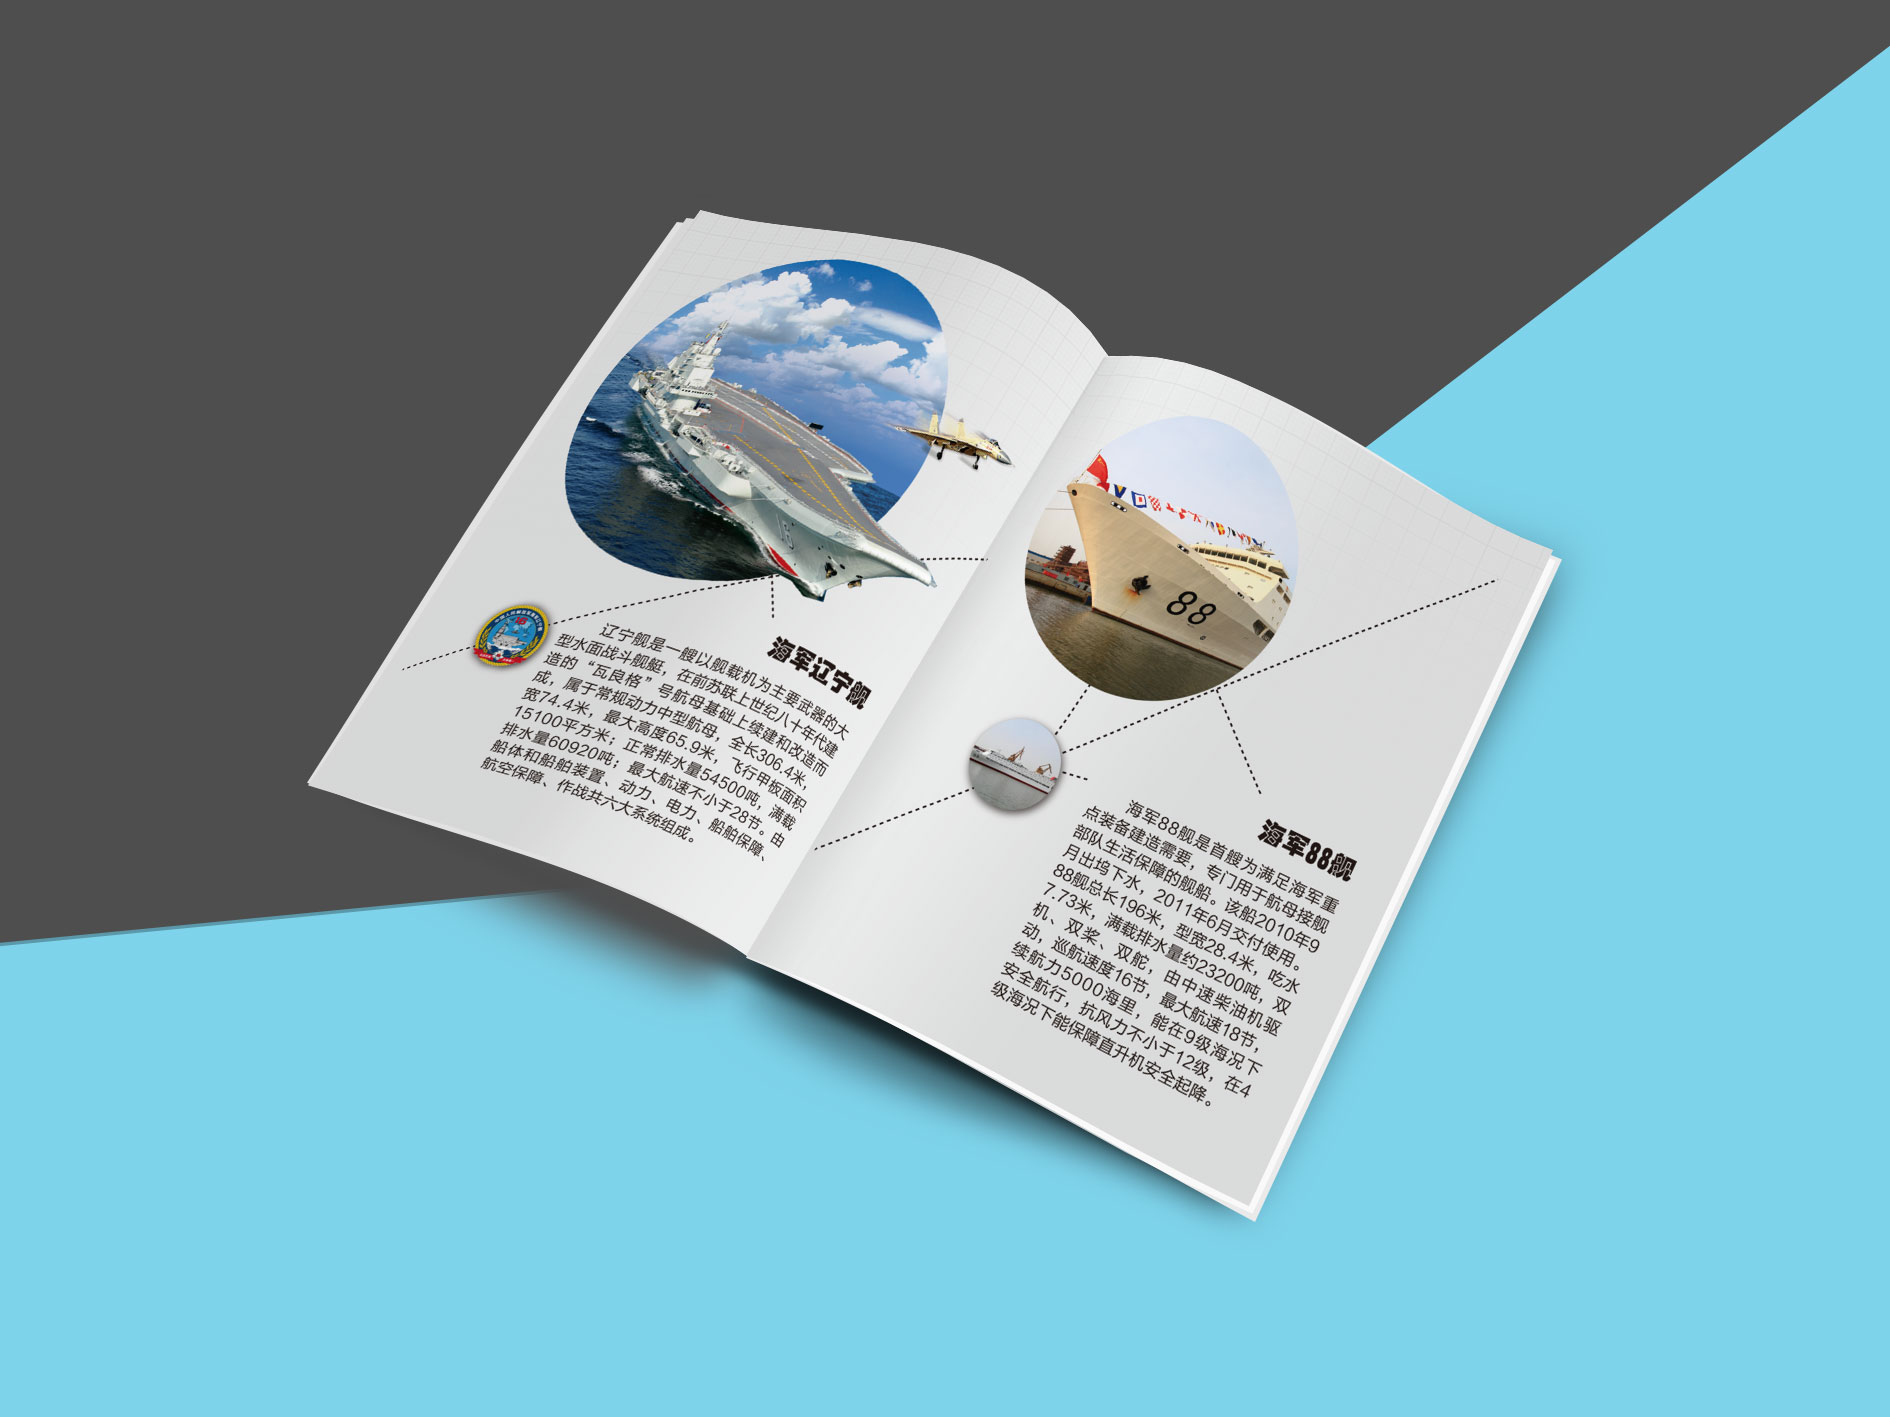 海军辽宁舰
辽宁舰是一艘以舰载机为主要武器的大
型水面战斗舰艇，在前苏联上世纪八十年代建
造的“瓦良格”号航母基础上续建和改造而
成，属于常规动力中型航母，全长306.4米，
宽74.4米，最大高度65.9米，飞行甲板面积
15100平方米；正常排水量54500吨，满载
排水量60920吨；最大航速不小于28节。由
船体和船舶装置、动力、电力、船舶保障、
航空保障、作战共六大系统组成。
16
88
海军88舰
海军88舰是首艘为满足海军重
点装备建造需要，专门用于航母接舰
部队生活保障的舰船。该船2010年9
月出坞下水，2011年6月交付使用。
88舰总长196米，型宽28.4米，吃水
7.73米，满载排水量约23200吨，双
机、双桨、双舵，由中速柴油机驱
动，巡航速度16节，最大航速18节，
续航力5000海里，能在9级海况下
安全航行，抗风力不小于12级，在4
级海况下能保障直升机安全起降。